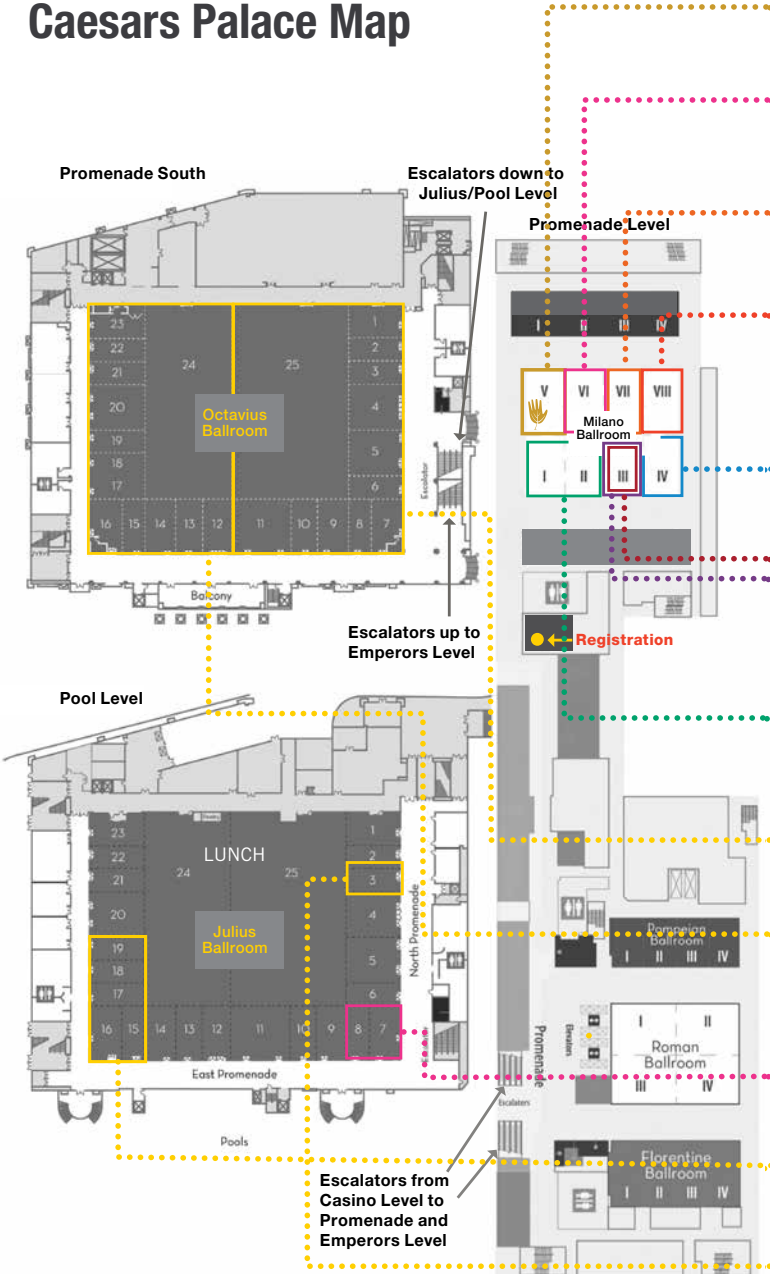 Caesars Palace Map
Promenade South
Escalators down to
Julius/Pool Level
Promenade Level
I II III IV
23
22
21
20
19
18
17
16 15 14 13 12 11 10 9 8 7
24
25
1
2
3
4
5
6
Octavius
Ballroom
Escalator
Balcony
V VI VII VIII
Milano
Ballroom
I II III IV
Escalators up to
Emperors Level
Registration
Pool Level
23
22
21
20
19
18
17
16 15 14 13 12 11 10 9 8 7
LUNCH
24
25
1
2
3
4
5
6
Julius
Ballroom
North Promenade
Escalator
East Promenade
Pools
Pompeian
Ballroom
I II III IV
Promenade
Elevators
Escalators
I II
Roman
Ballroom
III IV
Florentine
Ballroom
I II III IV
Escalators from
Casino Level to
Promenade and
Emperors Level